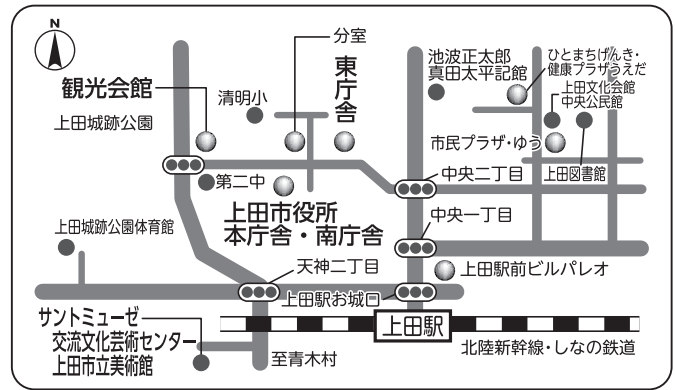 N
分室
観光会館
東庁舎
池波正太郎
真田太平記館
ひとまちげんき・
健康プラザうえだ
上田文化会館
中央公民館
清明小
上田城跡公園
市民プラザ・ゆう
第二中
中央二丁目
上田図書館
上田市役所
本庁舎・南庁舎
中央一丁目
上田城跡公園体育館
天神二丁目
上田駅前ビルパレオ
上田駅お城口
サントミューゼ
交流文化芸術センター
上田市立美術館
上田駅
至青木村
北陸新幹線・しなの鉄道